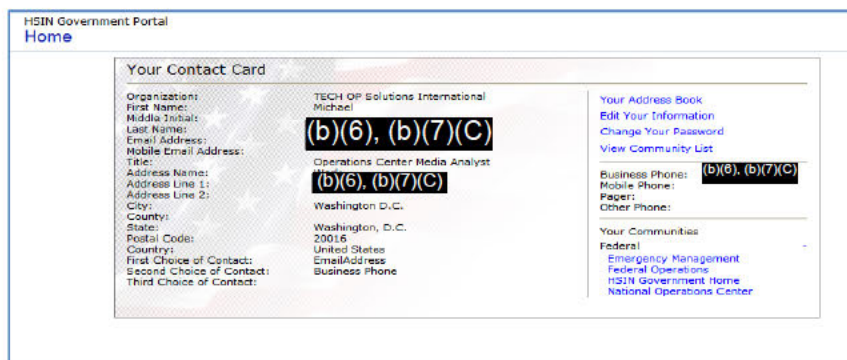 HSIN Government Portal
Home
Your Contact Card
Organization: TECH OP Solutions International
First Name: Michael
Middle Initial:
Last Name: (b)(6), (b)(7)(C)
Email Address:
Mobile Email Address:
Title: Operations Center Media Analyst
Address Name:
Address Line 1: (b)(6), (b)(7)(C)
Address Line 2:
City: Washington D.C.
County:
State: Washington, D.C.
Postal Code: 20016
Country: United States
First Choice of Contact: EmailAddress
Second Choice of Contact: Business Phone
Third Choice of Contact:
Your Address Book
Edit Your Information
Change Your Password
View Community List
Business Phone: (b)(6), (b)(7)(C)
Mobile Phone:
Pager:
Other Phone:
Your Communities
Federal -
Emergency Management
Federal Operations
HSIN Government Home
National Operations Center